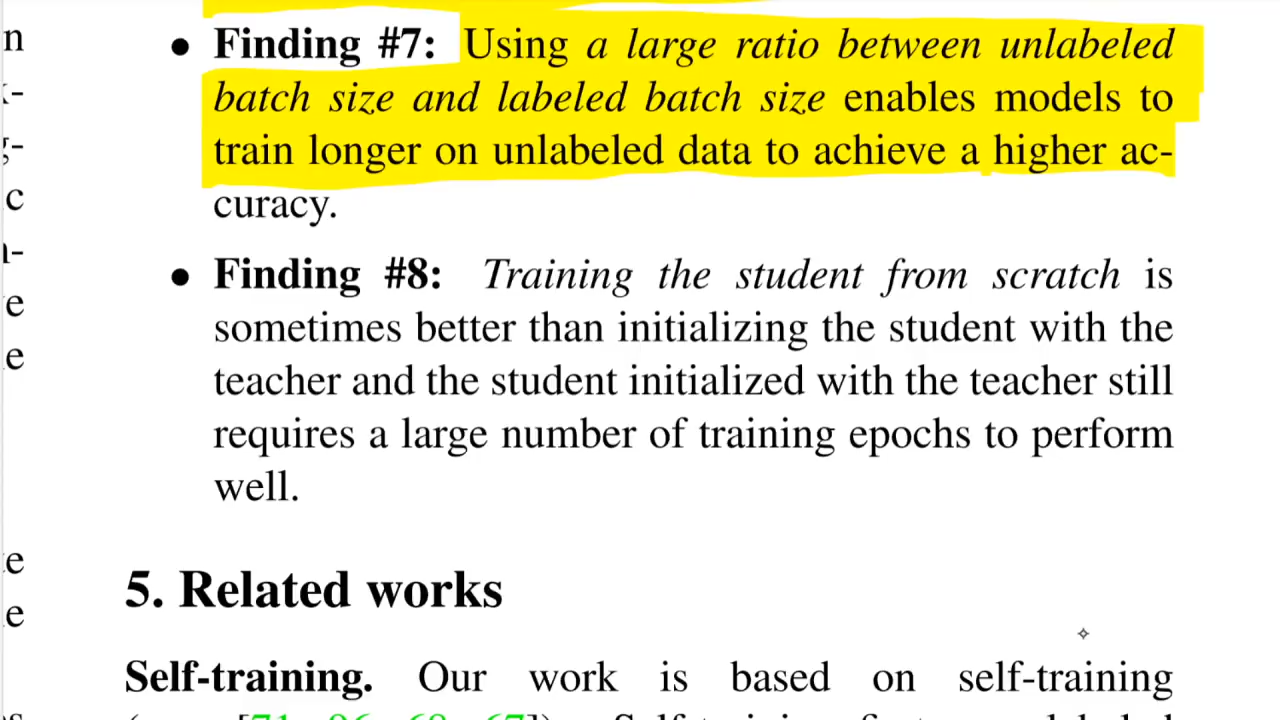 • Finding #7: Using a large ratio between unlabeled
batch size and labeled batch size enables models to
train longer on unlabeled data to achieve a higher ac-
curacy.
• Finding #8: Training the student from scratch is
sometimes better than initializing the student with the
teacher and the student initialized with the teacher still
requires a large number of training epochs to perform
well.
5. Related works
Self-training. Our work is based on self-training